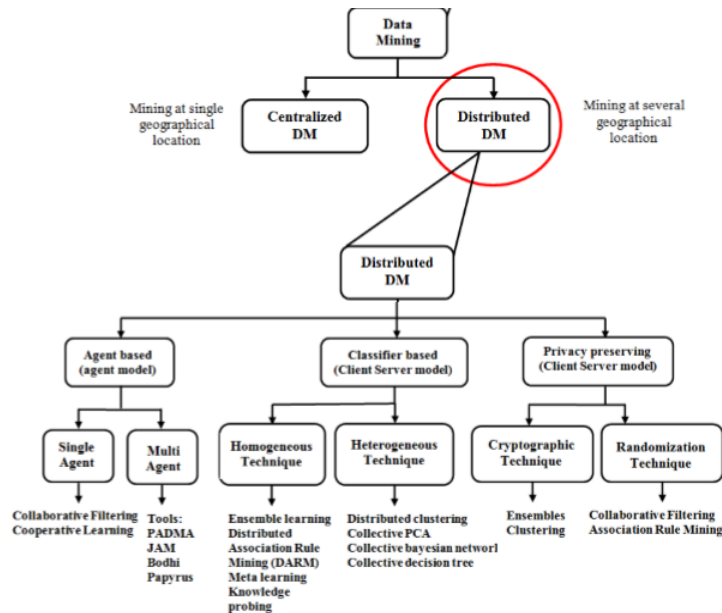 Data
Mining
Mining at single
geographical
location
Centralized
DM
Distributed
DM
Mining at several
geographical
location
Distributed
DM
Agent based
(agent model)
Classifier based
(Client Server model)
Privacy preserving
(Client Server model)
Single
Agent
Multi
Agent
Homogeneous
Technique
Heterogeneous
Technique
Cryptographic
Technique
Randomization
Technique
Collaborative Filtering
Cooperative Learning
Tools:
PADMA
JAM
Bodhi
Papyrus
Ensemble learning
Distributed
Association Rule
Mining (DARM)
Meta learning
Knowledge
probing
Distributed clustering
Collective PCA
Collective bayesian network
Collective decision tree
Ensembles
Clustering
Collaborative Filtering
Association Rule Mining